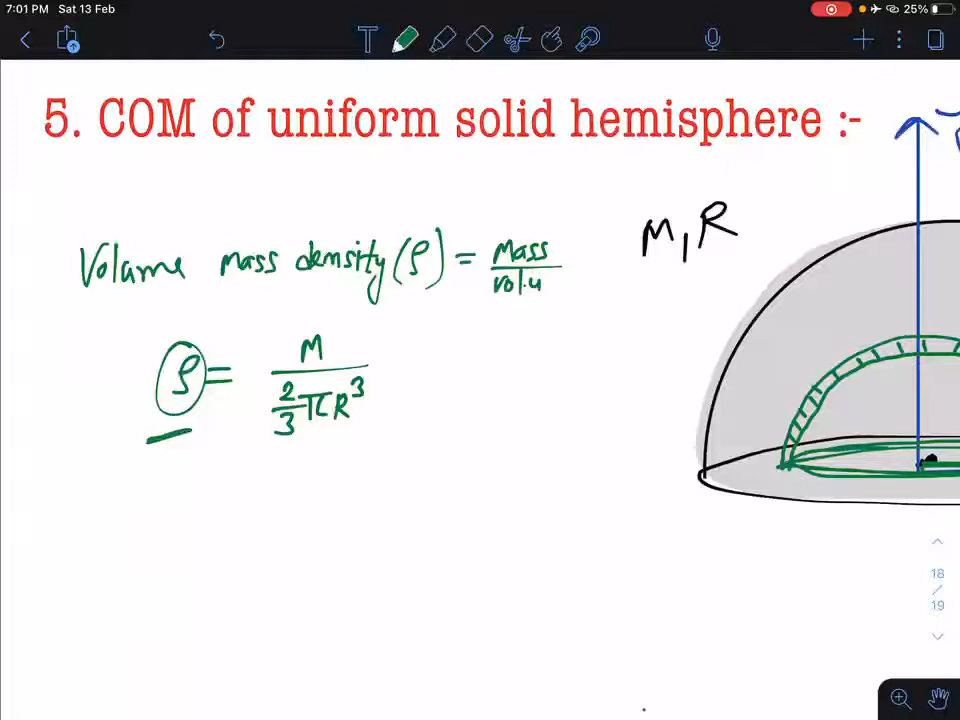 7:01 PM Sat 13 Feb 25%
5. COM of uniform solid hemisphere :-
M, R
Volume mass density (ρ) = Mass / Volu
ρ = M / 2/3 πR³
18
/
19